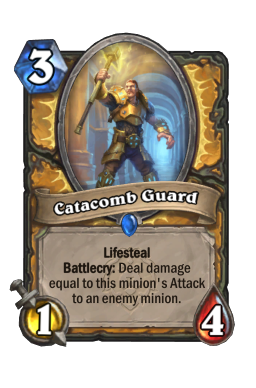 3
Catacomb Guard
Lifesteal
Battlecry: Deal damage
equal to this minion's Attack
to an enemy minion.
1
4